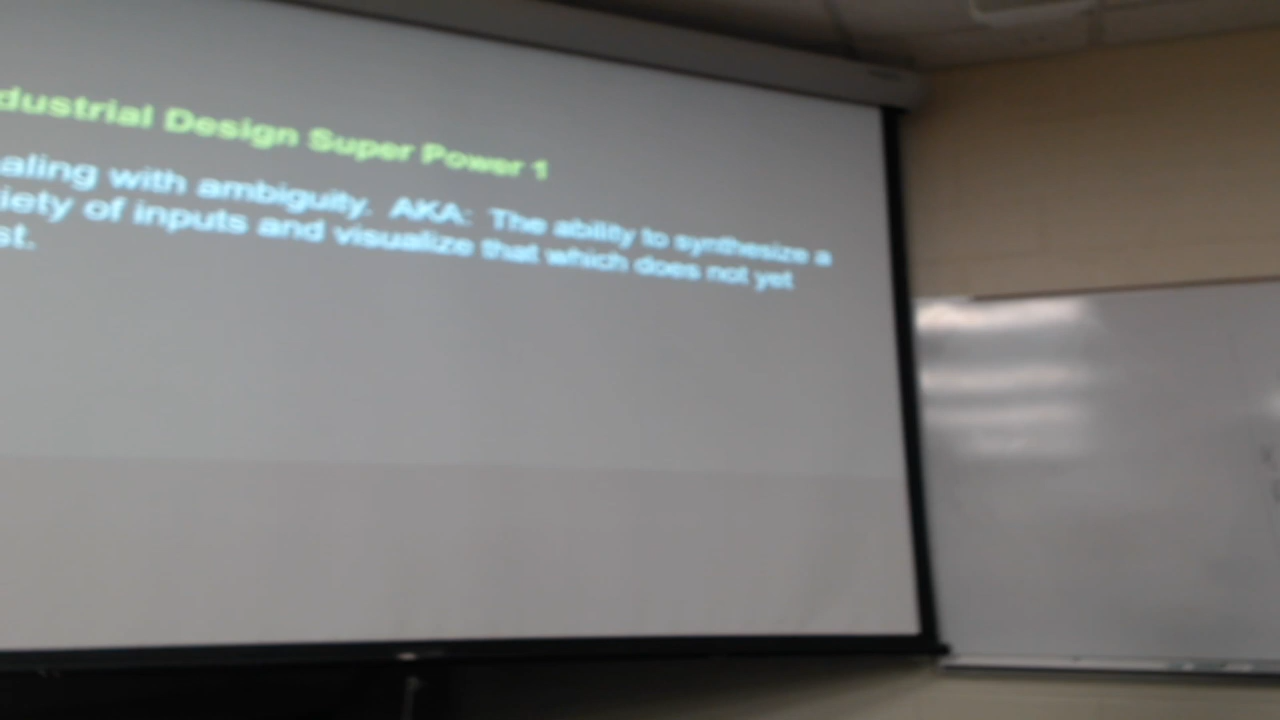 dustrial Design Super Power 1
aling with ambiguity. AKA: The ability to synthesize a
iety of inputs and visualize that which does not yet
st.